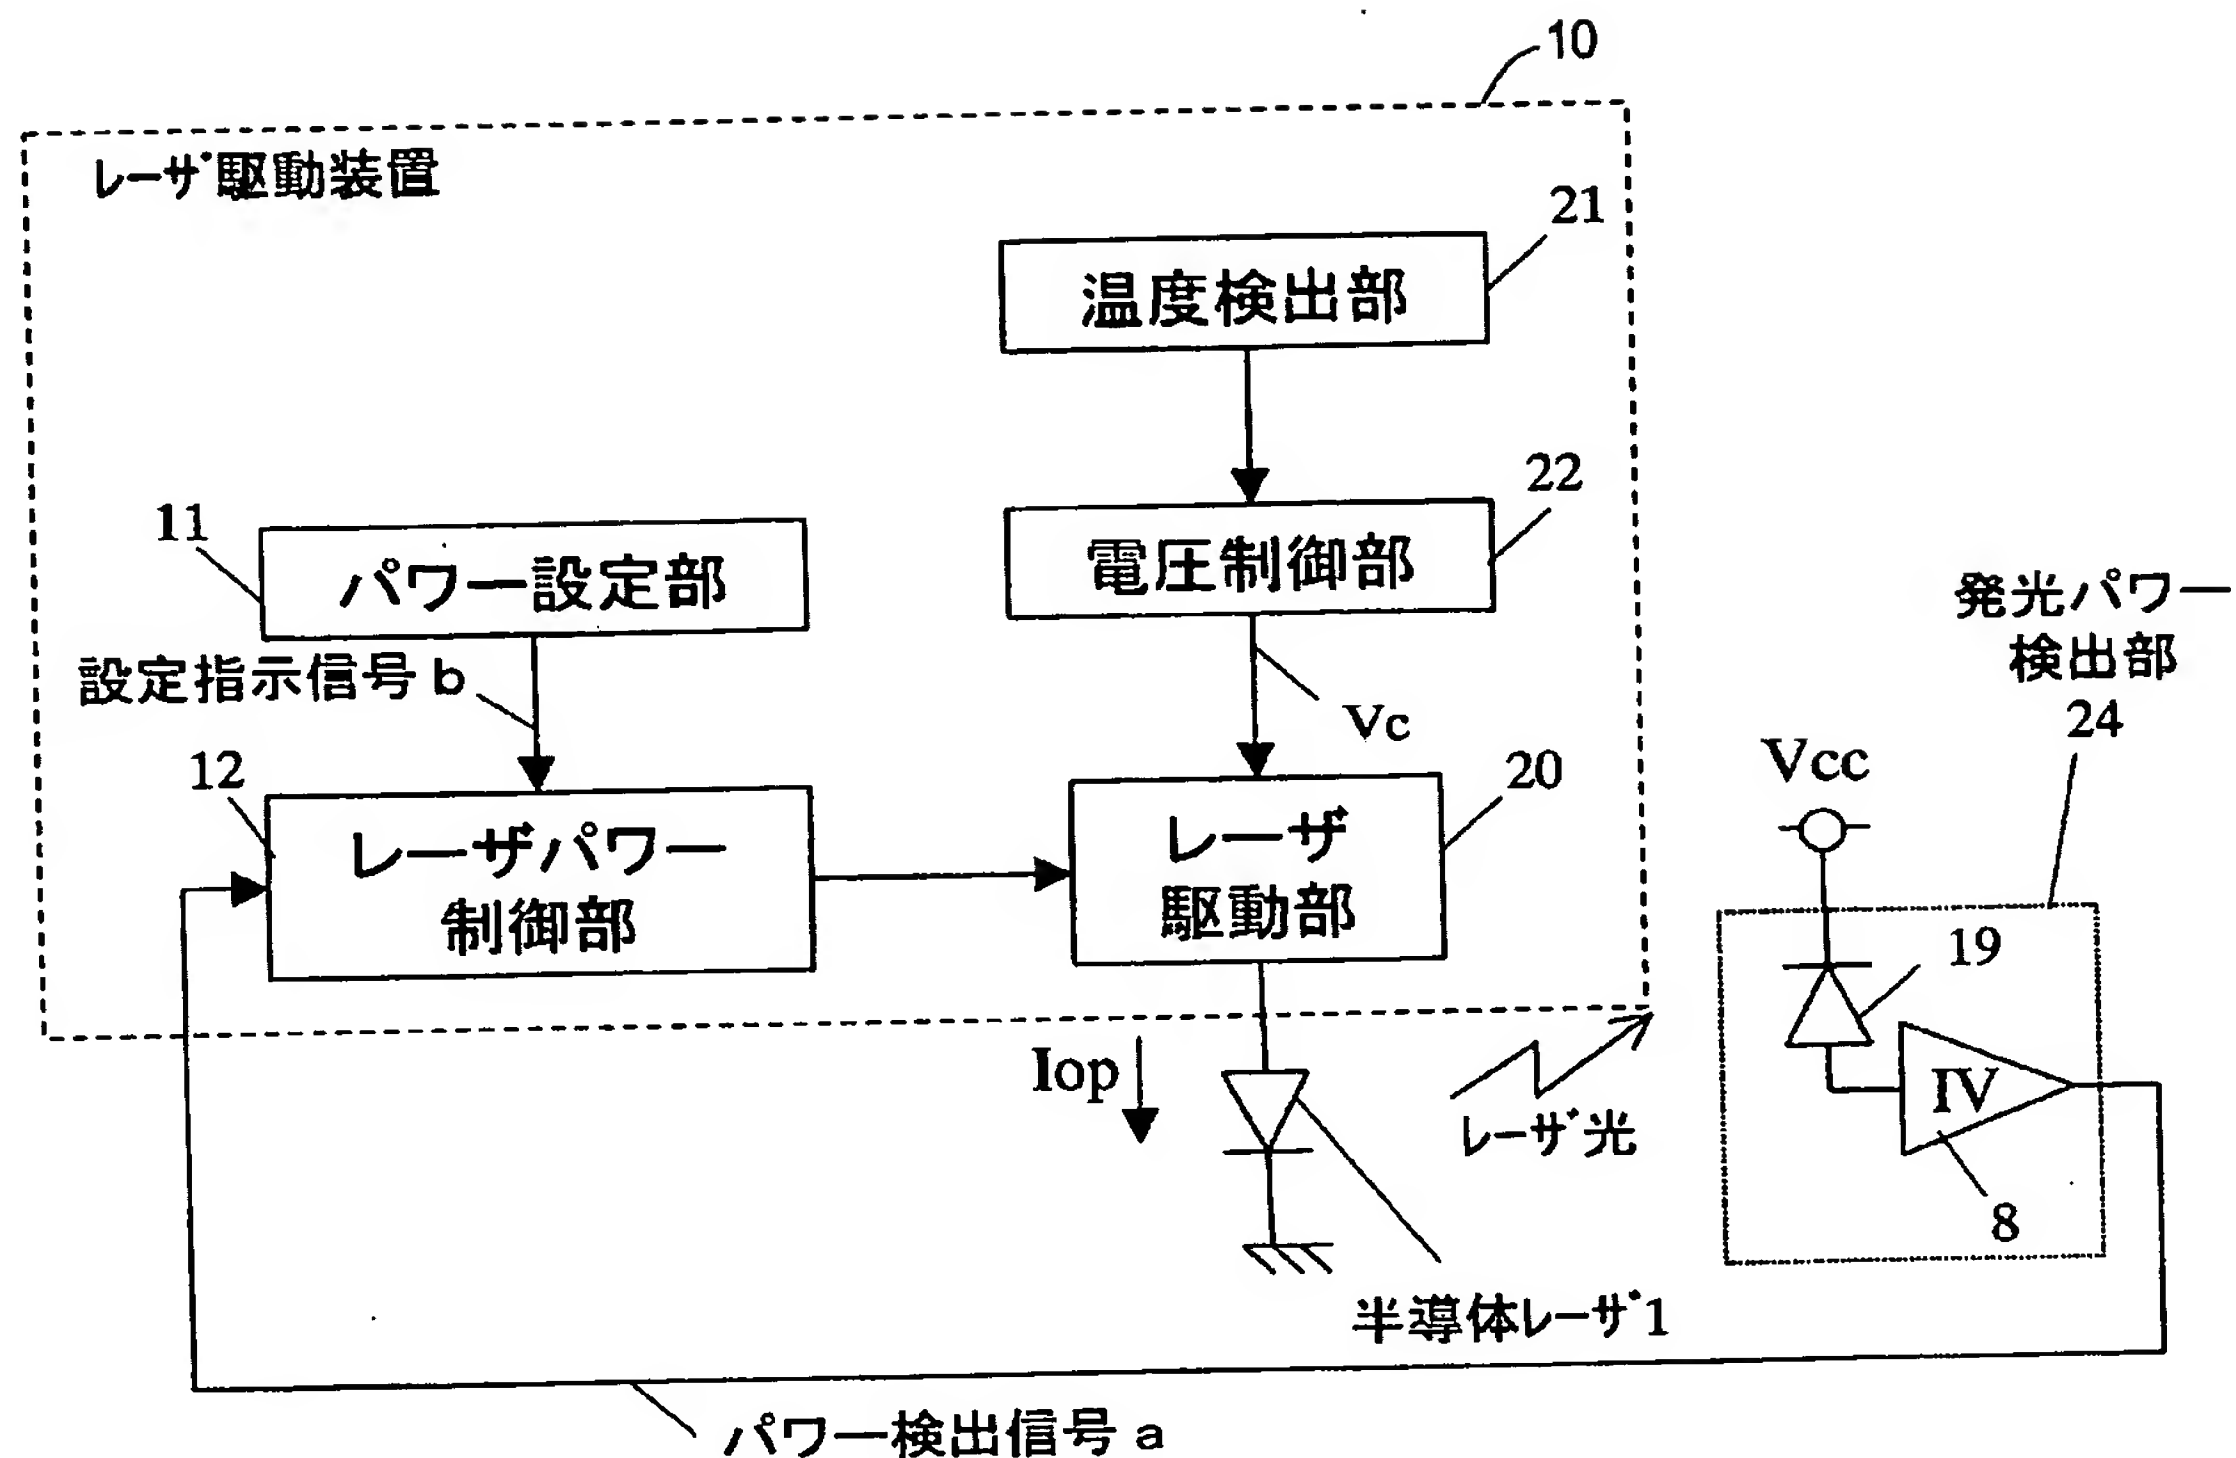 10
レーザ駆動装置
21
温度検出部
22
電圧制御部
11
パワー設定部
設定指示信号 b
Vc
発光パワー
検出部
24
Vcc
12
レーザパワー
制御部
20
レーザ
駆動部
19
IV
8
Iop
レーザ光
半導体レーザ1
パワー検出信号 a